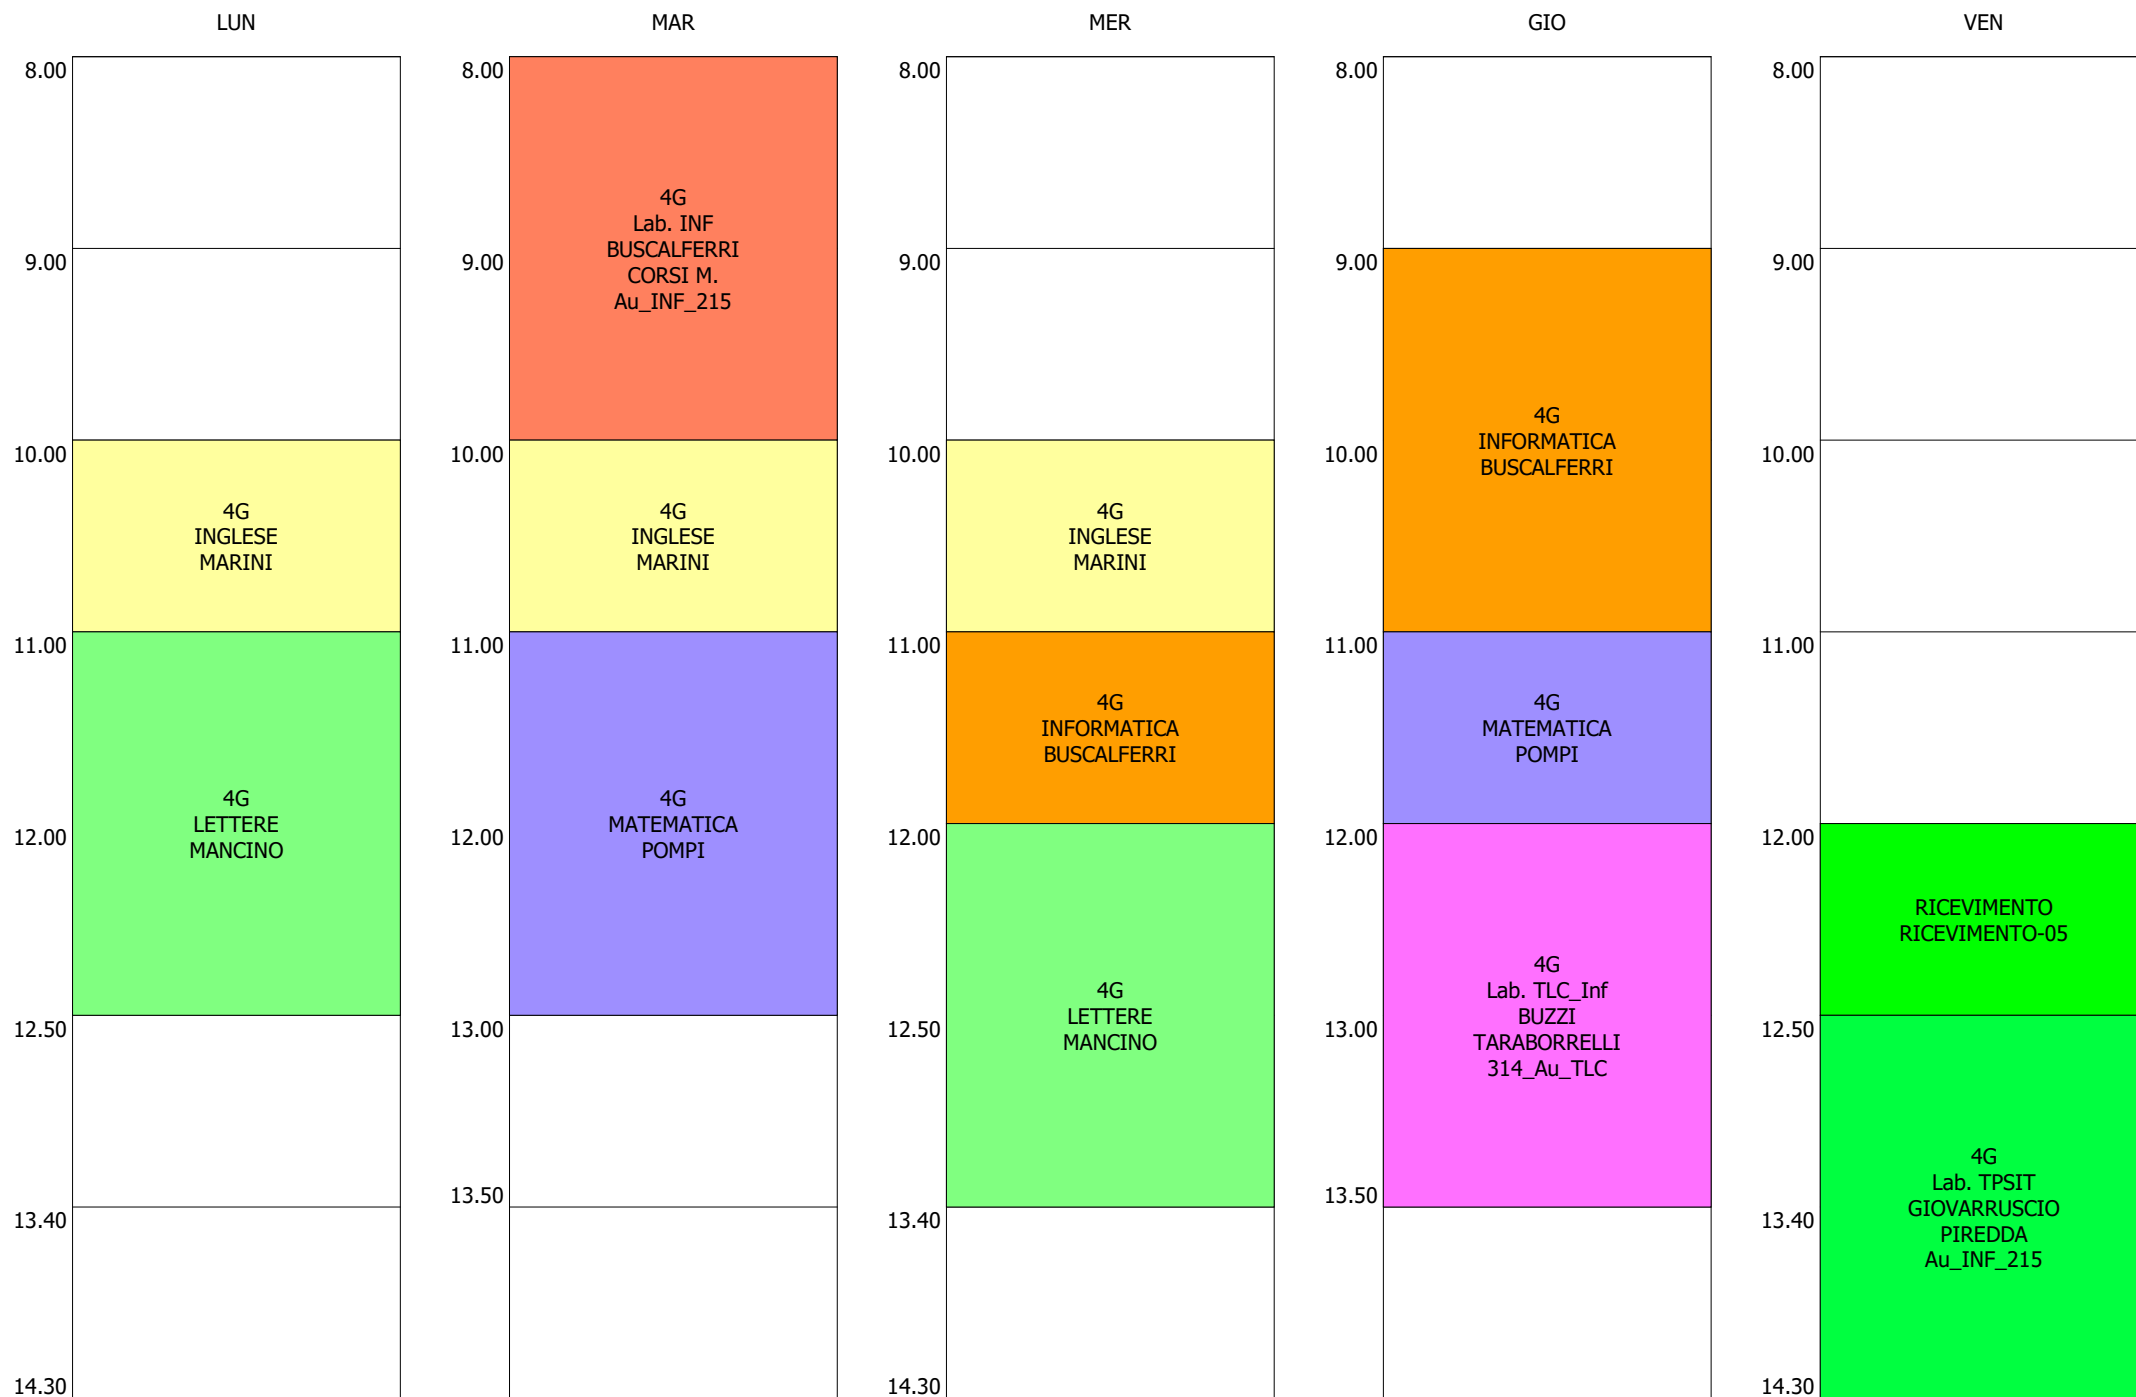 LUN
MAR
MER
GIO
VEN
8.00
9.00
10.00
11.00
12.00
12.50
13.40
14.30
4G
INGLESE
MARINI
4G
LETTERE
MANCINO
8.00
9.00
10.00
11.00
12.00
13.00
13.50
4G
Lab. INF
BUSCALFERRI
CORSI M.
Au_INF_215
4G
INGLESE
MARINI
4G
MATEMATICA
POMPI
8.00
9.00
10.00
11.00
12.00
12.50
13.40
14.30
4G
INGLESE
MARINI
4G
INFORMATICA
BUSCALFERRI
4G
LETTERE
MANCINO
8.00
9.00
10.00
11.00
12.00
13.00
13.50
4G
INFORMATICA
BUSCALFERRI
4G
MATEMATICA
POMPI
4G
Lab. TLC_Inf
BUZZI
TARABORRELLI
314_Au_TLC
8.00
9.00
10.00
11.00
12.00
12.50
13.40
14.30
RICEVIMENTO
RICEVIMENTO-05
4G
Lab. TPSIT
GIOVARRUSCIO
PIREDDA
Au_INF_215